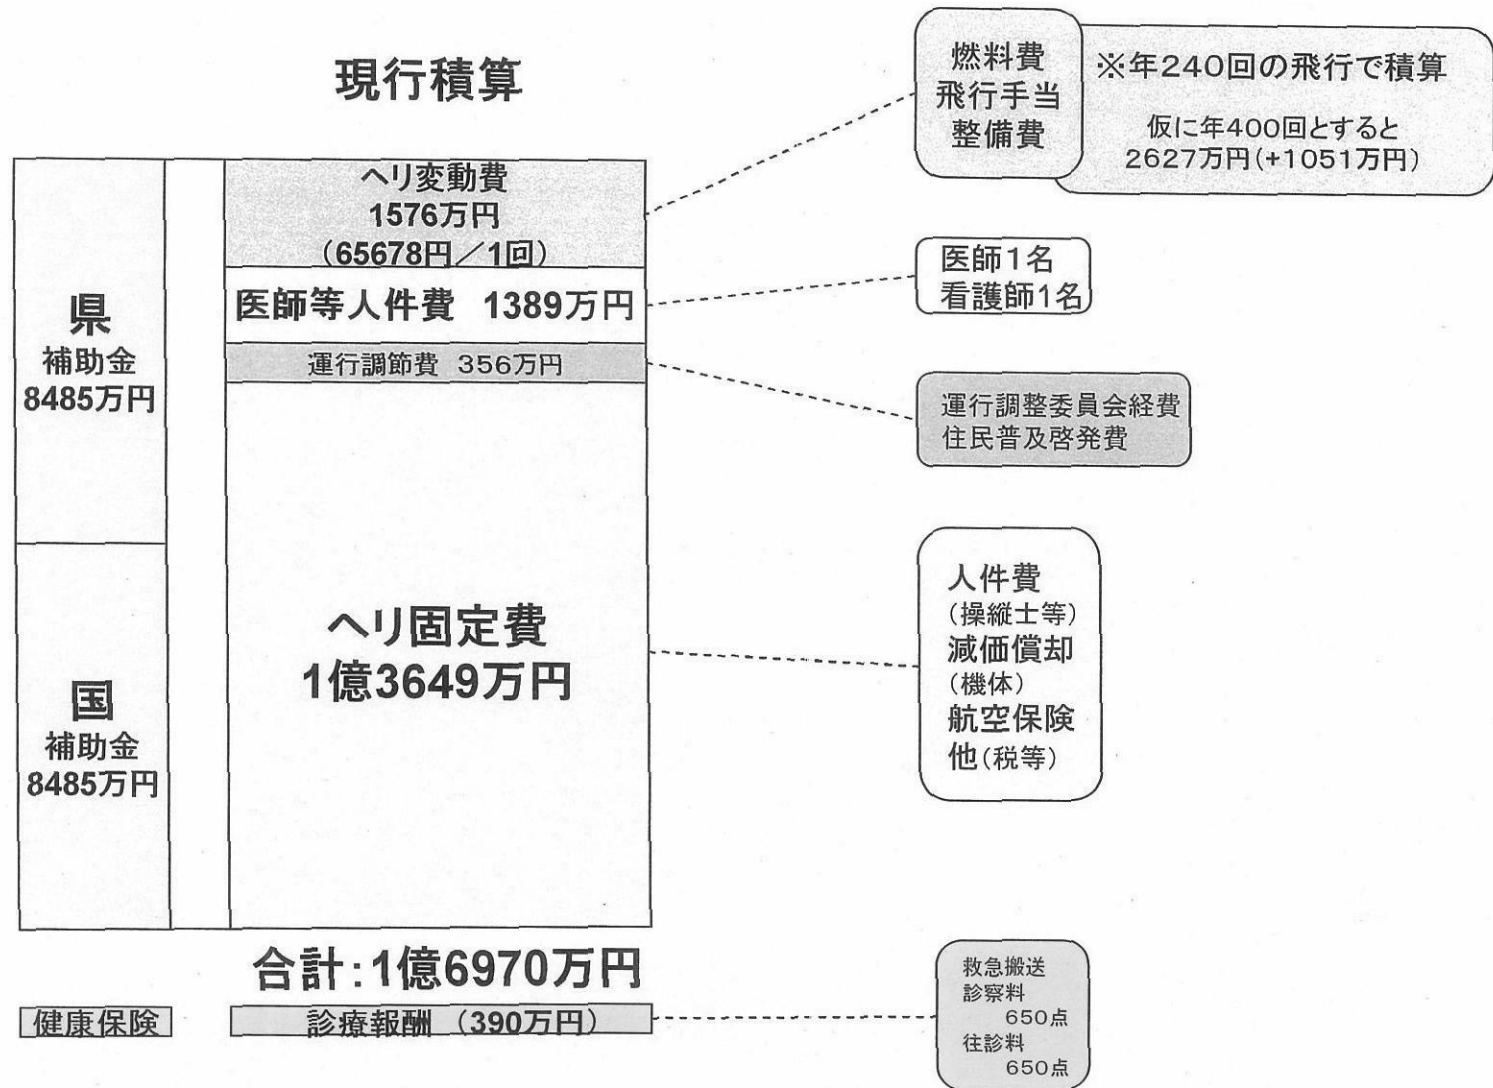 現行積算
燃料費
飛行手当
整備費
※年240回の飛行で積算
仮に年400回とすると
2627万円(+1051万円)
県
補助金
8485万円
国
補助金
8485万円
ヘリ変動費
1576万円
(65678円／1回)
医師等人件費 1389万円
運行調節費 356万円
ヘリ固定費
1億3649万円
医師1名
看護師1名
運行調整委員会経費
住民普及啓発費
人件費
(操縦士等)
減価償却
(機体)
航空保険
他(税等)
合計:1億6970万円
健康保険
診療報酬 (390万円)
救急搬送
診察料
650点
往診料
650点